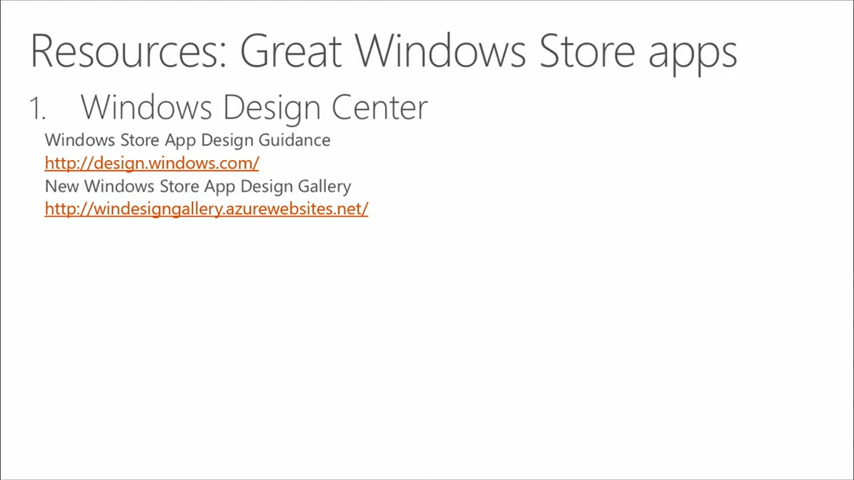 Resources: Great Windows Store apps
1. Windows Design Center
Windows Store App Design Guidance
http://design.windows.com/
New Windows Store App Design Gallery
http://windesigngallery.azurewebsites.net/